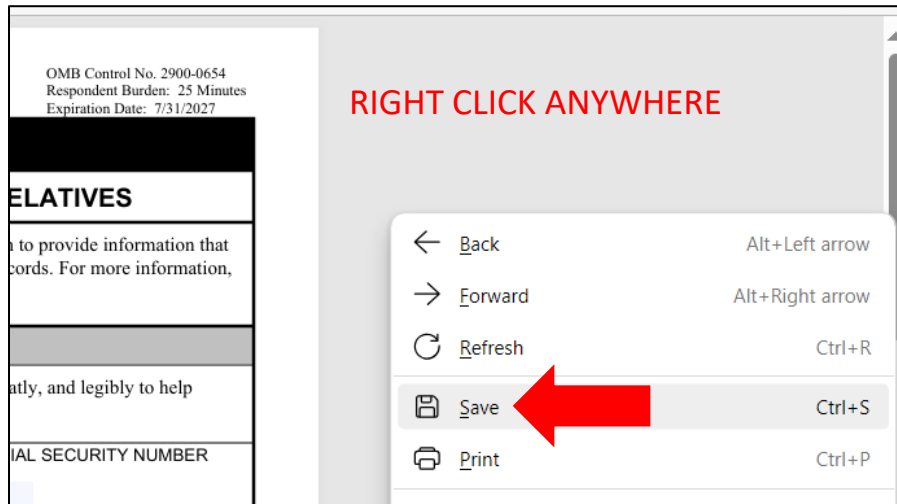 OMB Control No. 2900-0654
Respondent Burden: 25 Minutes
Expiration Date: 7/31/2027
RIGHT CLICK ANYWHERE
ELATIVES
to provide information that
cords. For more information,
atly, and legibly to help
IAL SECURITY NUMBER
Back Alt+Left arrow
Forward Alt+Right arrow
Refresh Ctrl+R
Save Ctrl+S
Print Ctrl+P